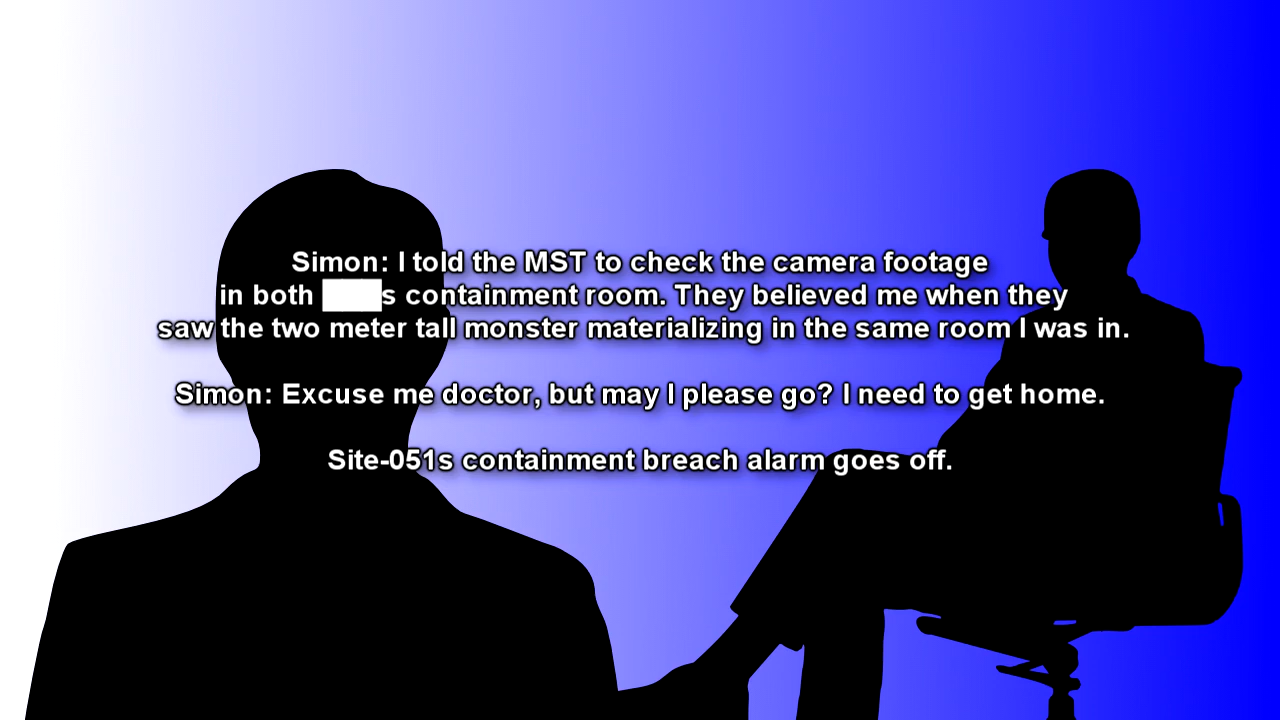 Simon: I told the MST to check the camera footage
in both s containment room. They believed me when they
saw the two meter tall monster materializing in the same room I was in.
Simon: Excuse me doctor, but may I please go? I need to get home.
Site-051s containment breach alarm goes off.